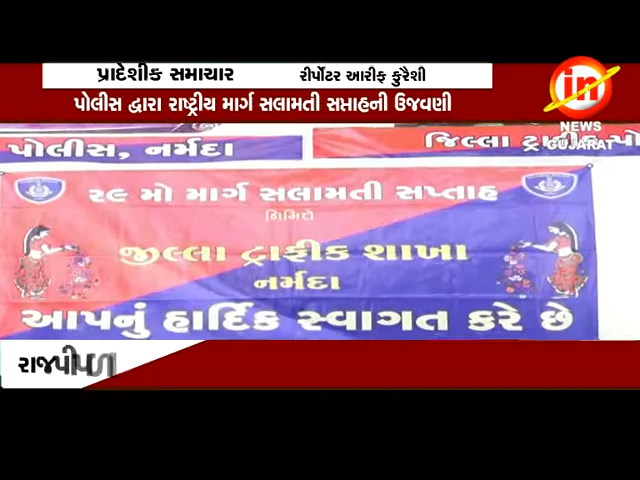 પ્રાદેશીક સમાચાર
રીર્પોટર આરીફ કુરેશી
પોલીસ દ્વારા રાષ્ટ્રીય માર્ગ સલામતી સપ્તાહની ઉજવણી
in
NEWS
GUJARAT
પોલીસ, નર્મદા
જિલ્લા ટ્રાફીક પો
૨૯ મો માર્ગ સલામતી સપ્તાહ
નિમિત્તે
જીલ્લા ટ્રાફીક શાખા
નર્મદા
આપનું હાર્દિક સ્વાગત કરે છે
રાજપીપળા